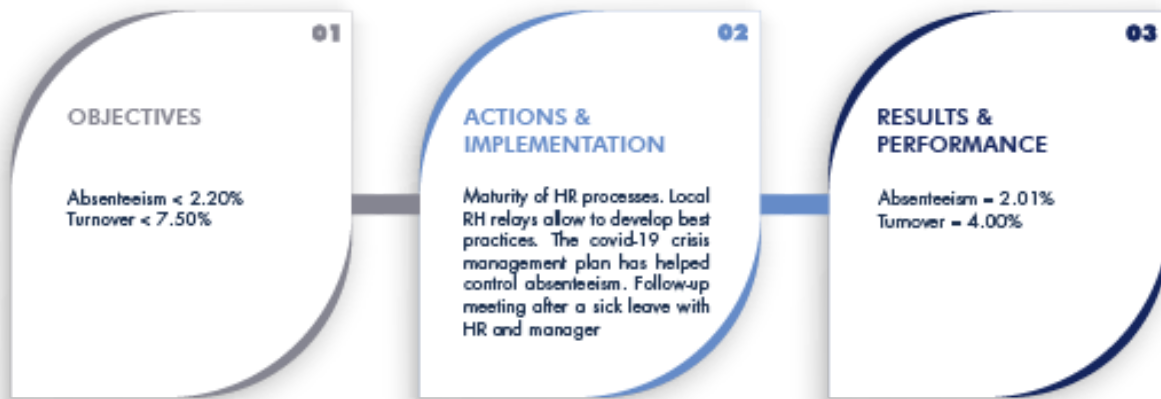 01
OBJECTIVES
Absenteeism < 2.20%
Turnover < 7.50%
02
ACTIONS &
IMPLEMENTATION
Maturity of HR processes. Local
RH relays allow to develop best
practices. The covid-19 crisis
management plan has helped
control absenteeism. Follow-up
meeting after a sick leave with
HR and manager
03
RESULTS &
PERFORMANCE
Absenteeism = 2.01%
Turnover = 4.00%